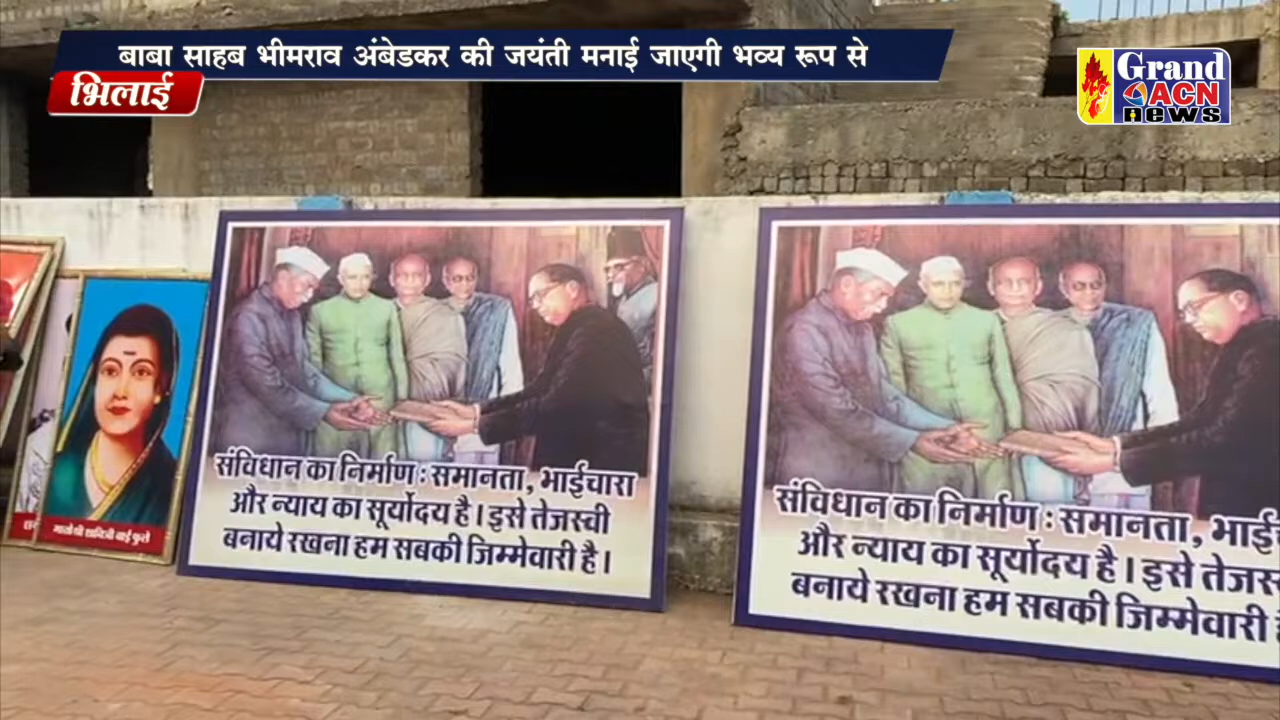 बाबा साहब भीमराव अंबेडकर की जयंती मनाई जाएगी भव्य रूप से
भिलाई
Grand
ACN
news
संविधान का निर्माण : समानता, भाईचारा
और न्याय का सूर्योदय है। इसे तेजस्वी
बनाये रखना हम सबकी जिम्मेवारी है।
संविधान का निर्माण : समानता,
और न्याय का सूर्योदय है। इसे
बनाये रखना हम सबकी जिम्मेवारी
बाई फुले